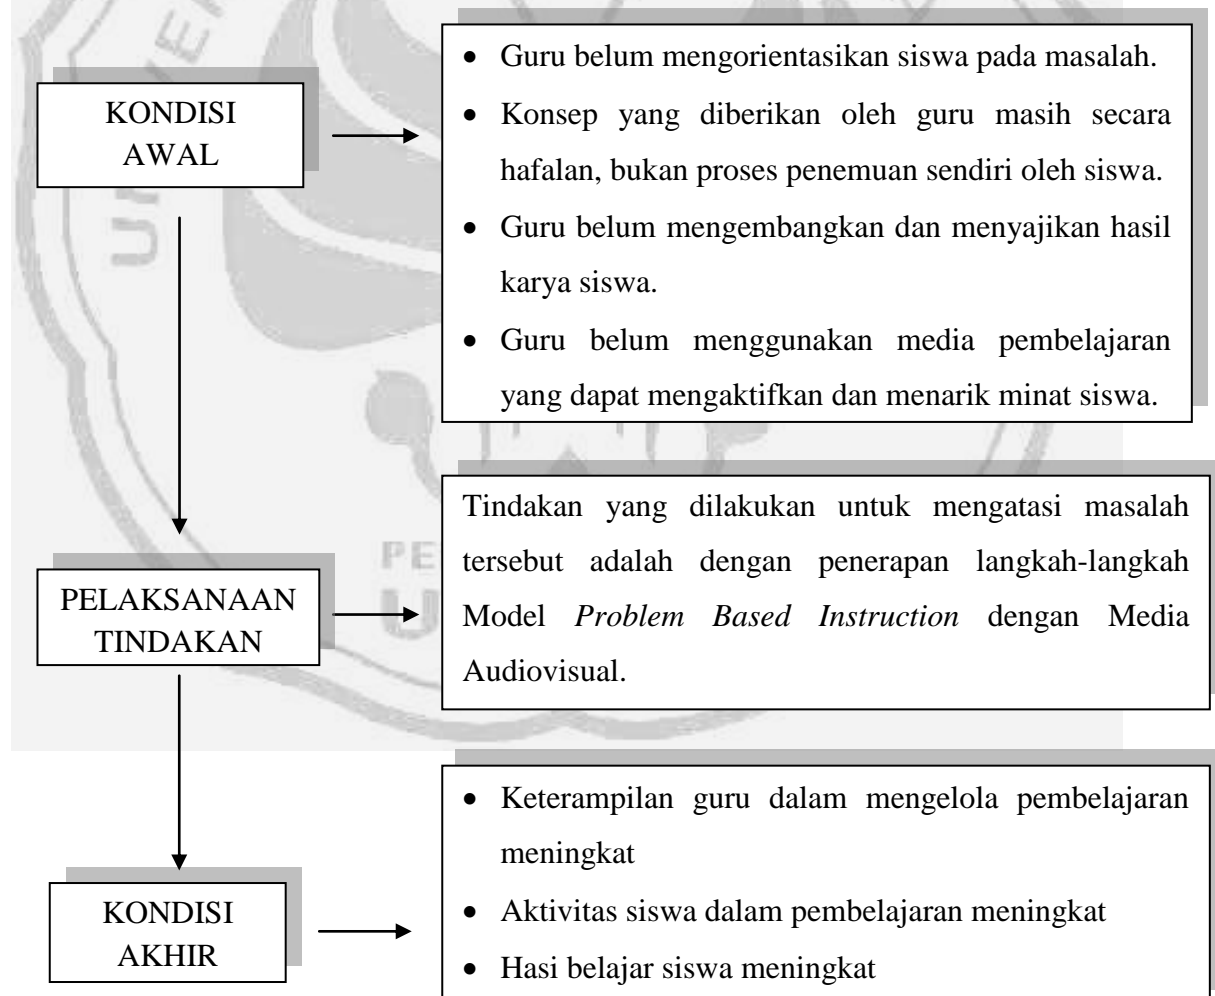 KONDISI
AWAL
• Guru belum mengorientasikan siswa pada masalah.
• Konsep yang diberikan oleh guru masih secara
hafalan, bukan proses penemuan sendiri oleh siswa.
• Guru belum mengembangkan dan menyajikan hasil
karya siswa.
• Guru belum menggunakan media pembelajaran
yang dapat mengaktifkan dan menarik minat siswa.
PELAKSANAAN
TINDAKAN
Tindakan yang dilakukan untuk mengatasi masalah
tersebut adalah dengan penerapan langkah-langkah
Model Problem Based Instruction dengan Media
Audiovisual.
KONDISI
AKHIR
• Keterampilan guru dalam mengelola pembelajaran
meningkat
• Aktivitas siswa dalam pembelajaran meningkat
• Hasi belajar siswa meningkat